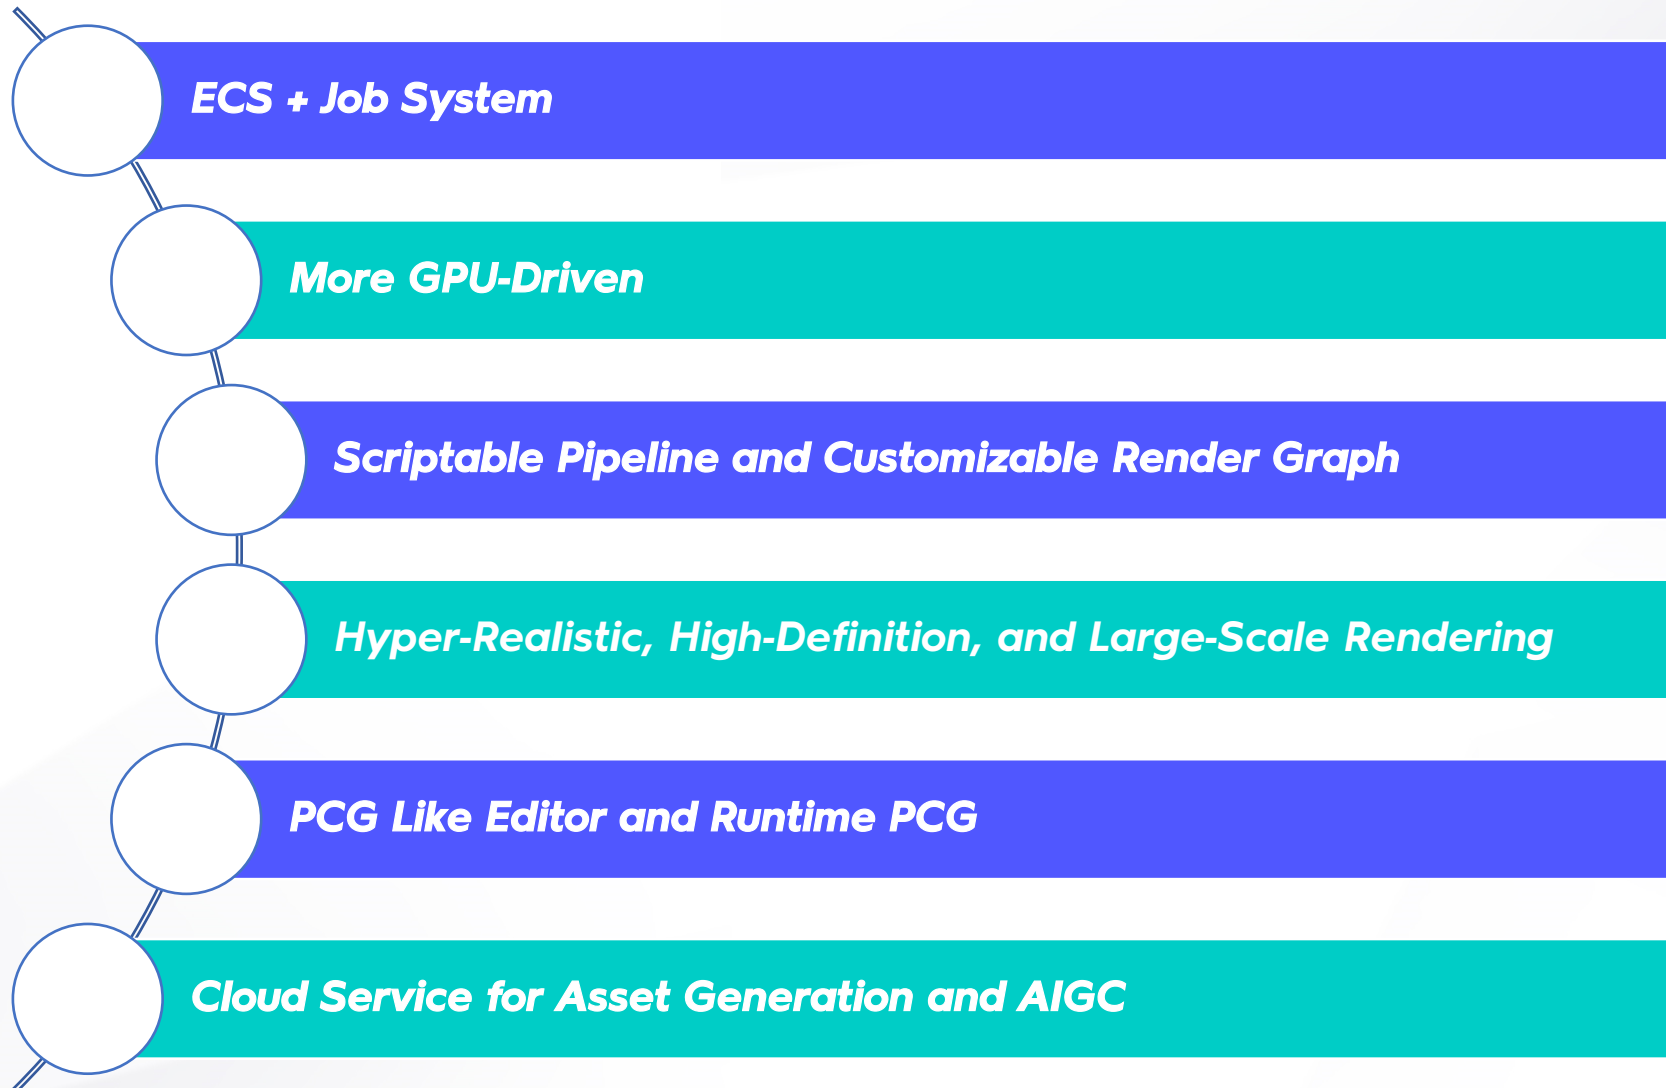 ECS + Job System
More GPU-Driven
Scriptable Pipeline and Customizable Render Graph
Hyper-Realistic, High-Definition, and Large-Scale Rendering
PCG Like Editor and Runtime PCG
Cloud Service for Asset Generation and AIGC